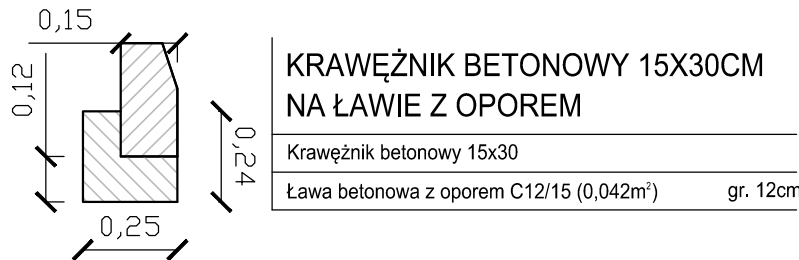 0,15
0,12
0,24
0,25
KRAWĘŻNIK BETONOWY 15X30CM
NA ŁAWIE Z OPOREM
Krawężnik betonowy 15x30
Ława betonowa z oporem C12/15 (0,042m²) gr. 12cm